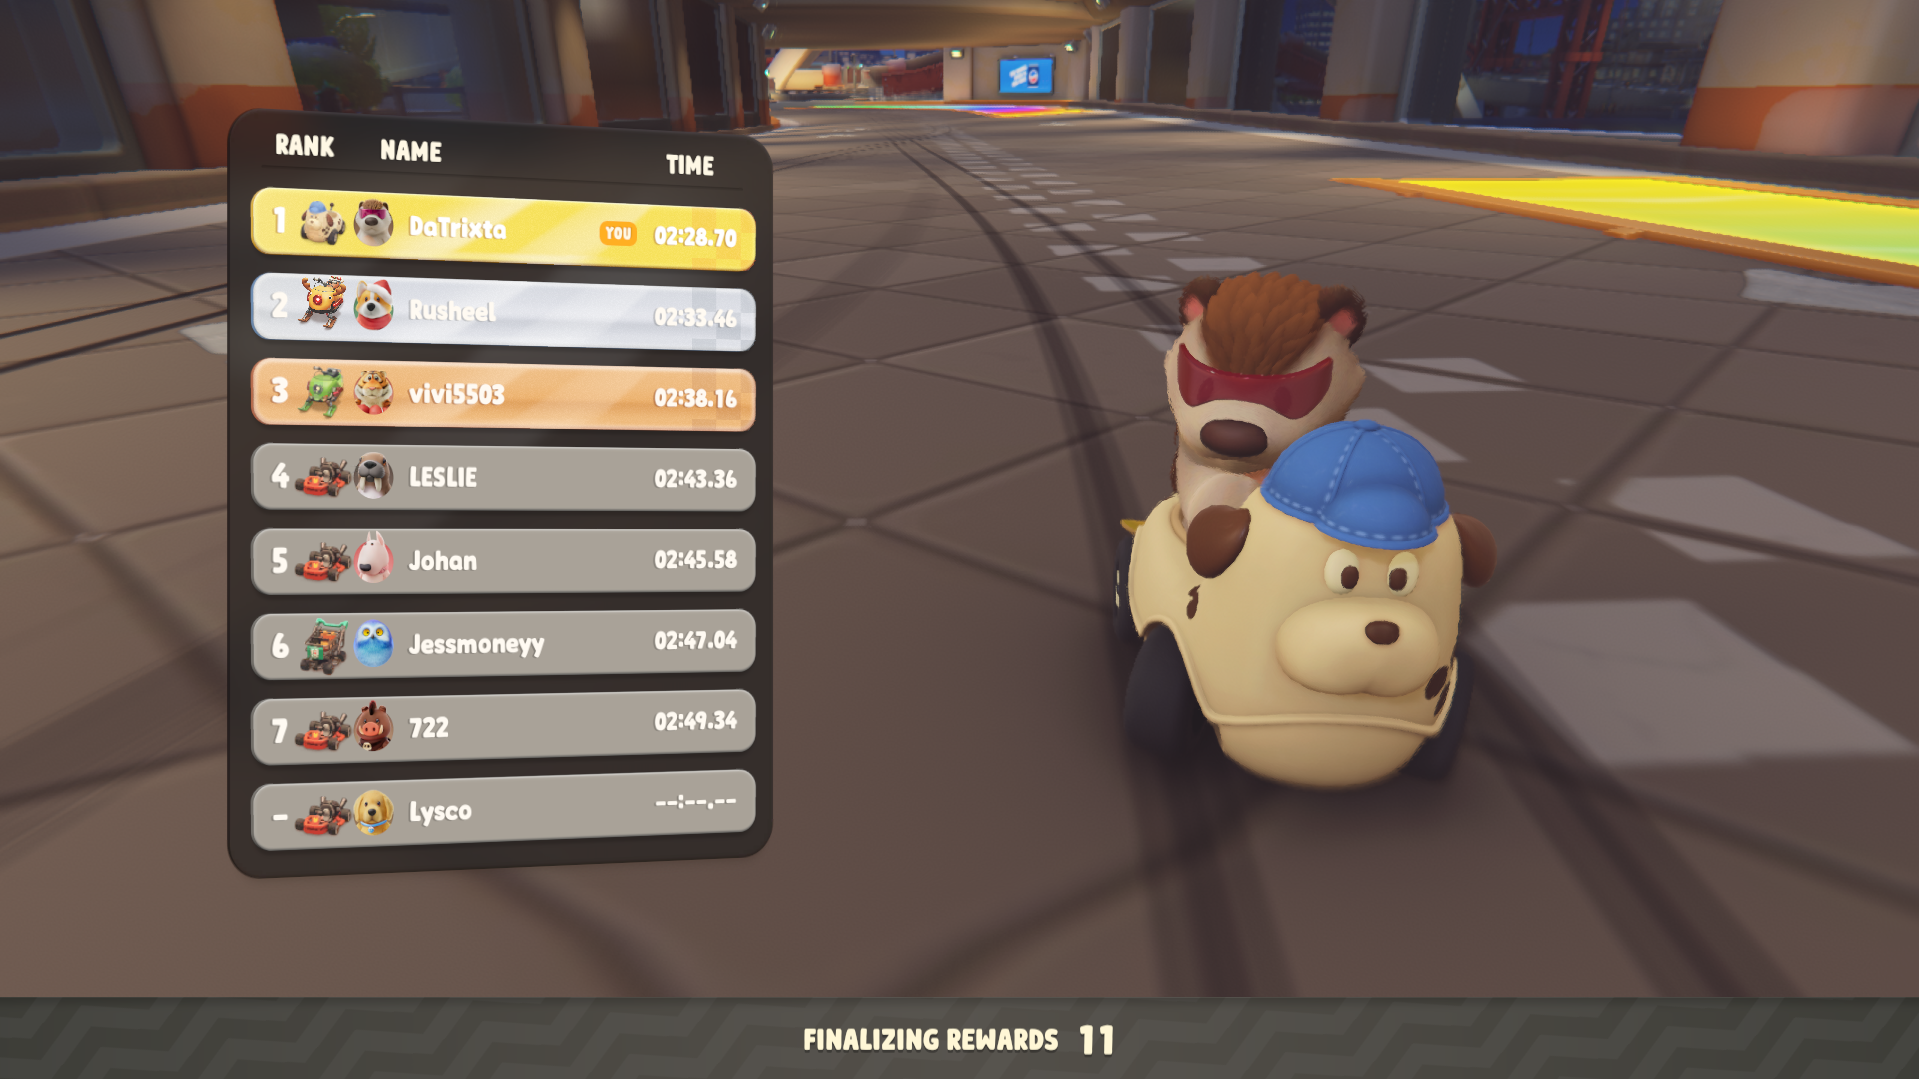 RANK NAME TIME
1 DaTrixta YOU 02:28.70
2 Rusheel 02:33.46
3 vivi5503 02:38.16
4 LESLIE 02:43.36
5 Johan 02:45.58
6 Jessmoneyy 02:47.04
7 722 02:49.34
- Lysco --:--.--
FINALIZING REWARDS 11